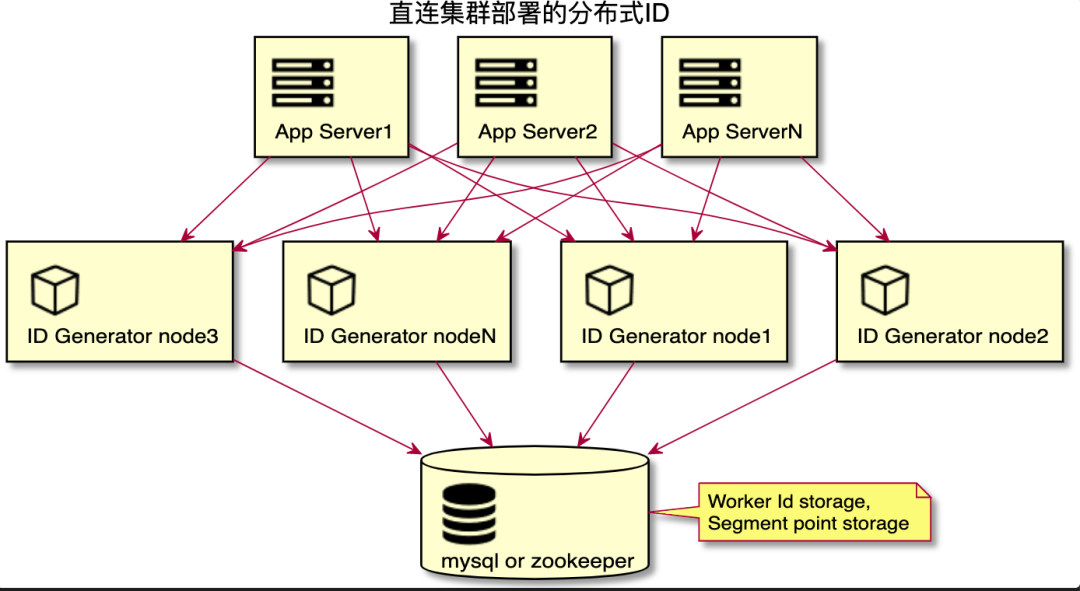 直连集群部署的分布式ID
App Server1
App Server2
App ServerN
ID Generator node3
ID Generator nodeN
ID Generator node1
ID Generator node2
Worker Id storage,
Segment point storage
mysql or zookeeper